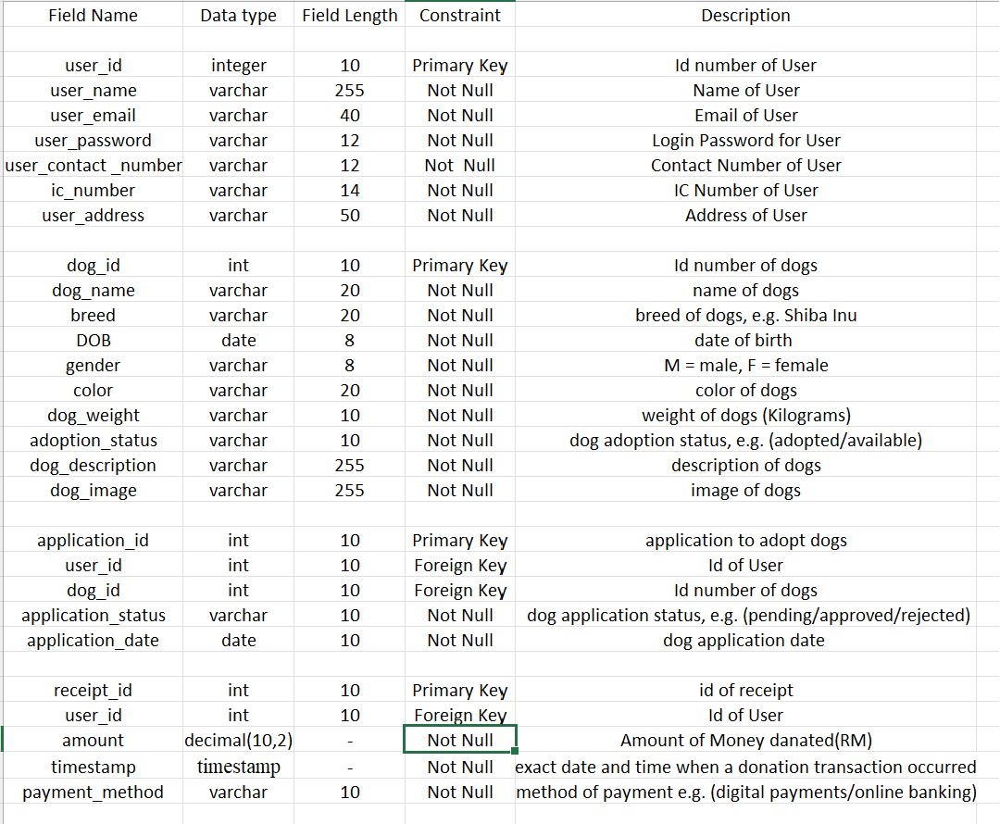 Field Name Data type Field Length Constraint Description
user_id integer 10 Primary Key Id number of User
user_name varchar 255 Not Null Name of User
user_email varchar 40 Not Null Email of User
user_password varchar 12 Not Null Login Password for User
user_contact _number varchar 12 Not  Null Contact Number of User
ic_number varchar 14 Not Null IC Number of User
user_address varchar 50 Not Null Address of User
dog_id int 10 Primary Key Id number of dogs
dog_name varchar 20 Not Null name of dogs
breed varchar 20 Not Null breed of dogs, e.g. Shiba Inu
DOB date 8 Not Null date of birth
gender varchar 8 Not Null M = male, F = female
color varchar 20 Not Null color of dogs
dog_weight varchar 10 Not Null weight of dogs (Kilograms)
adoption_status varchar 10 Not Null dog adoption status, e.g. (adopted/available)
dog_description varchar 255 Not Null description of dogs
dog_image varchar 255 Not Null image of dogs
application_id int 10 Primary Key application to adopt dogs
user_id int 10 Foreign Key Id of User
dog_id int 10 Foreign Key Id number of dogs
application_status varchar 10 Not Null dog application status, e.g. (pending/approved/rejected)
application_date date 10 Not Null dog application date
receipt_id int 10 Primary Key id of receipt
user_id int 10 Foreign Key Id of User
amount decimal(10,2) - Not Null Amount of Money danated(RM)
timestamp timestamp - Not Null exact date and time when a donation transaction occurred
payment_method varchar 10 Not Null method of payment e.g. (digital payments/online banking)